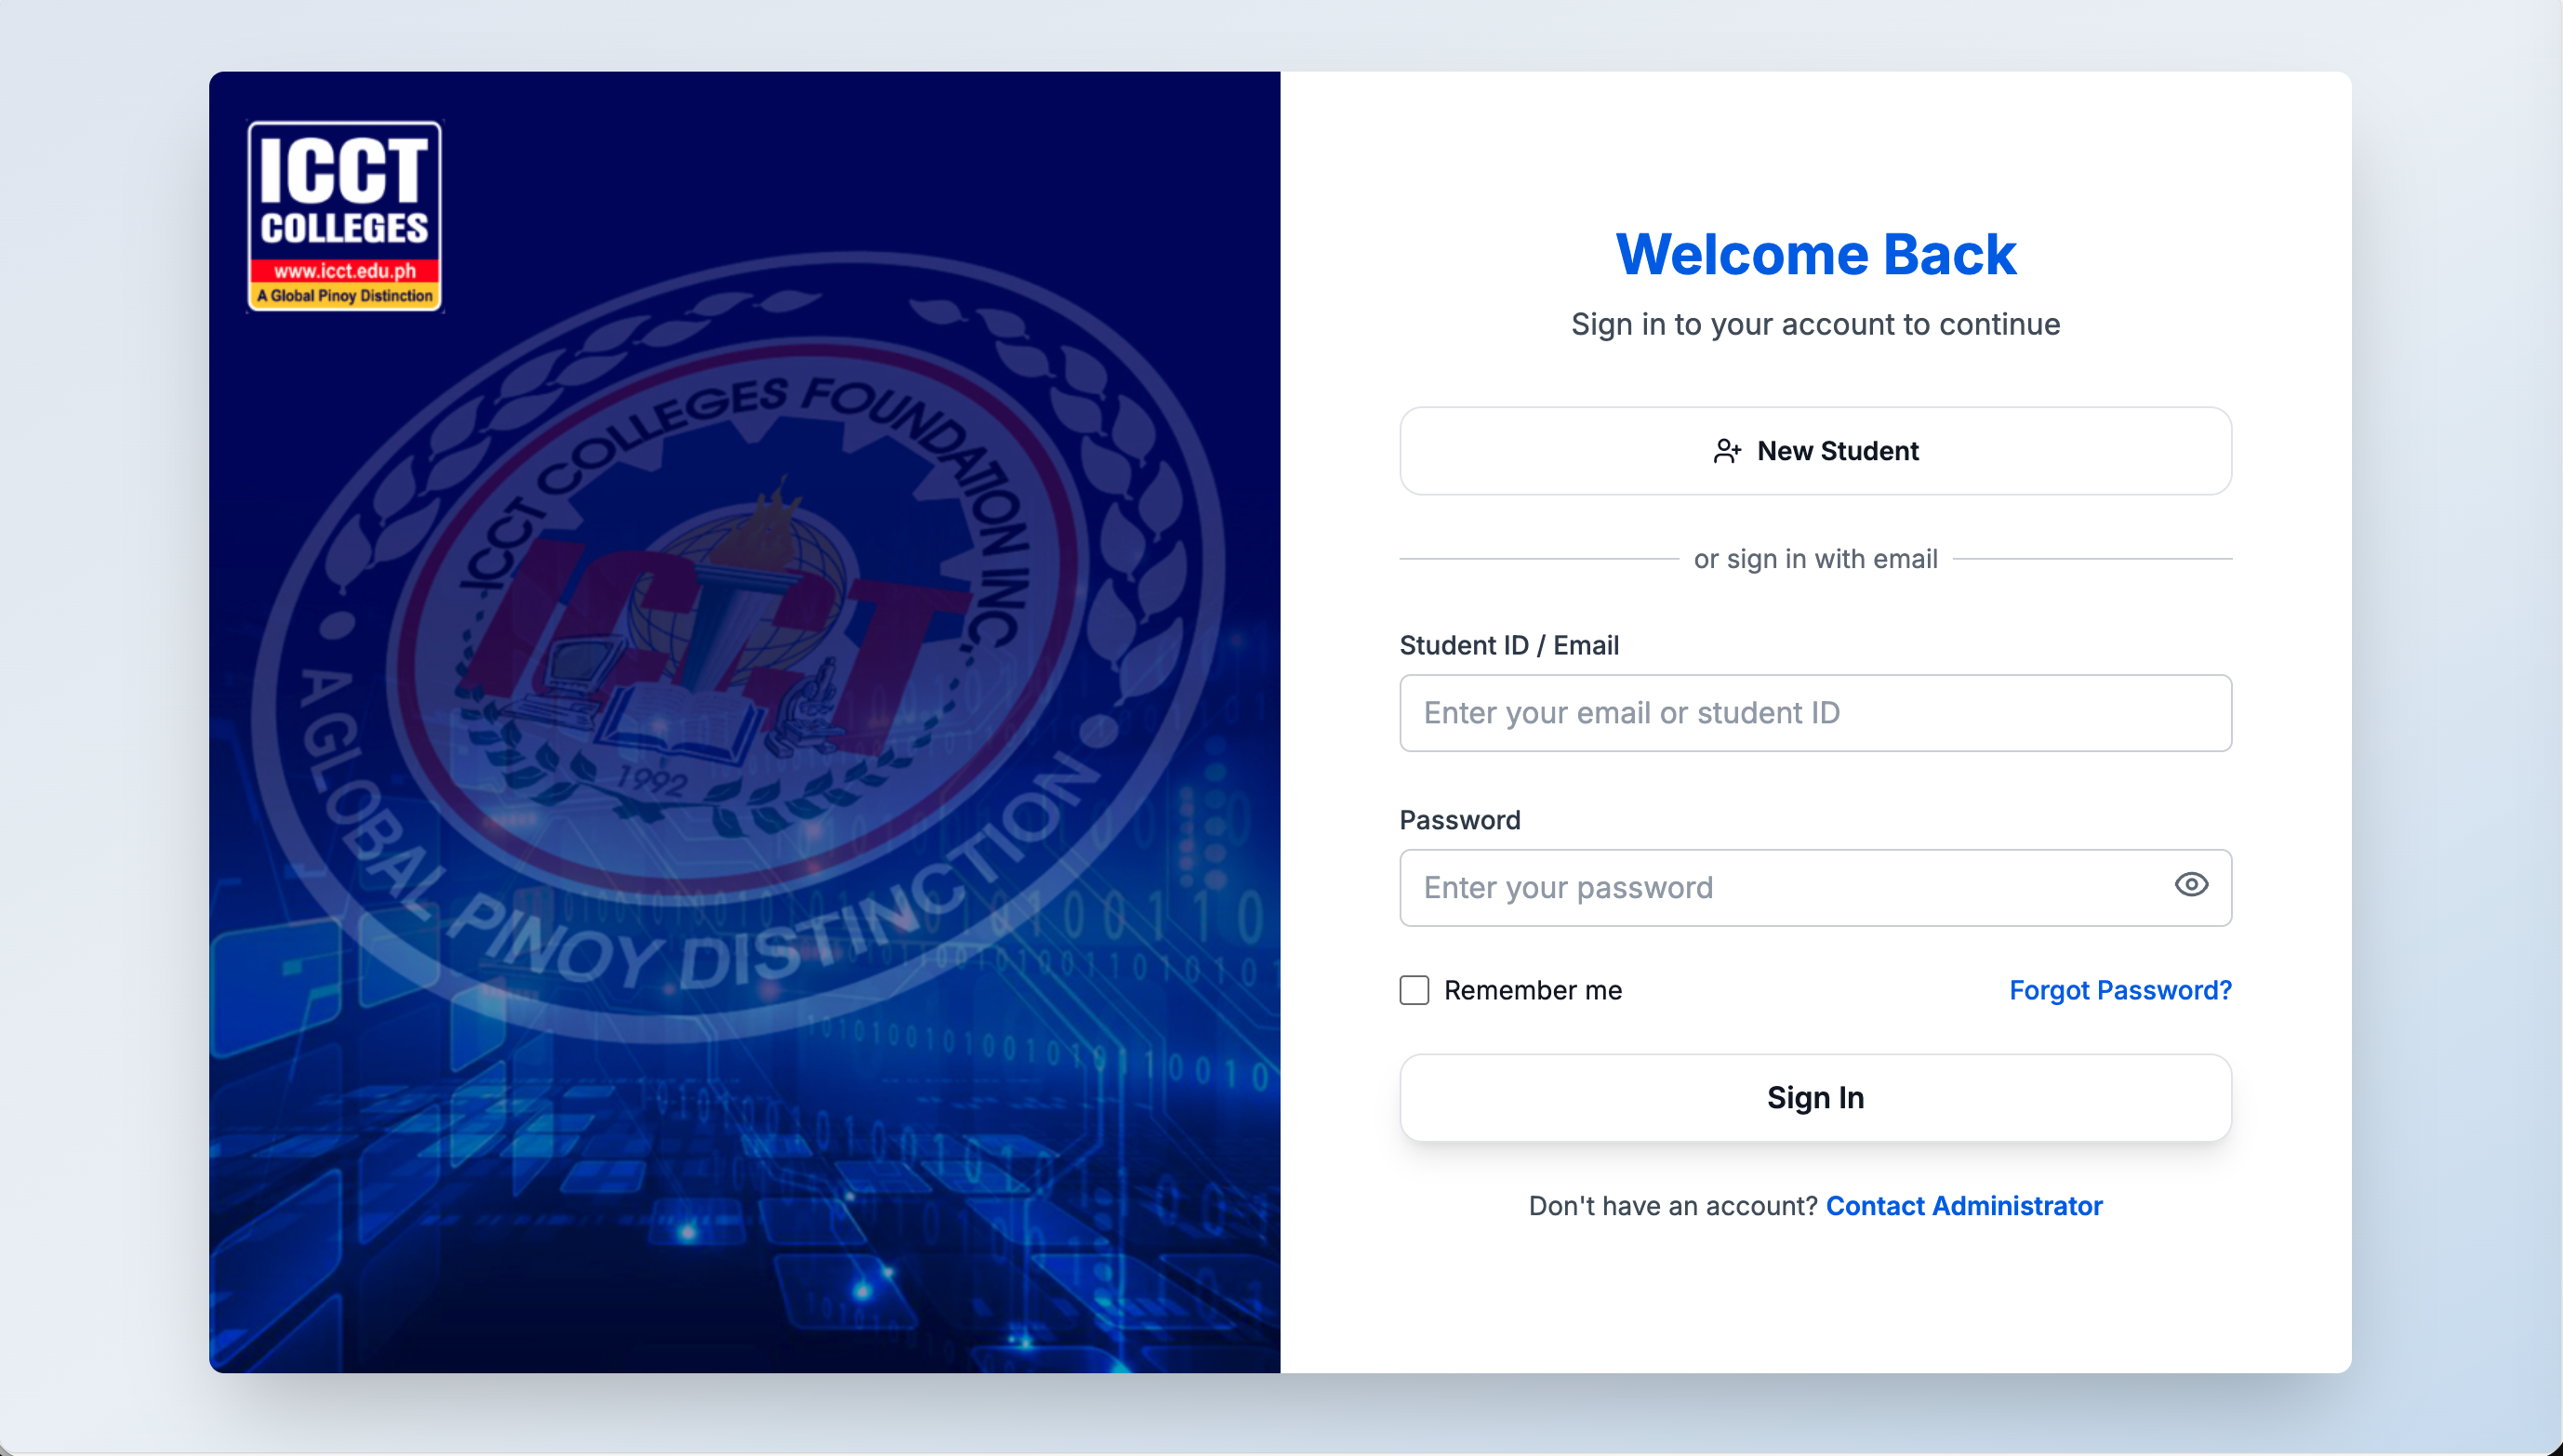 ICCT
COLLEGES
www.icct.edu.ph
A Global Pinoy Distinction
ICCT COLLEGES FOUNDATION INC.
ICCT
1992
A GLOBAL PINOY DISTINCTION
Welcome Back
Sign in to your account to continue
New Student
or sign in with email
Student ID / Email
Enter your email or student ID
Password
Enter your password
Remember me
Forgot Password?
Sign In
Don't have an account? Contact Administrator